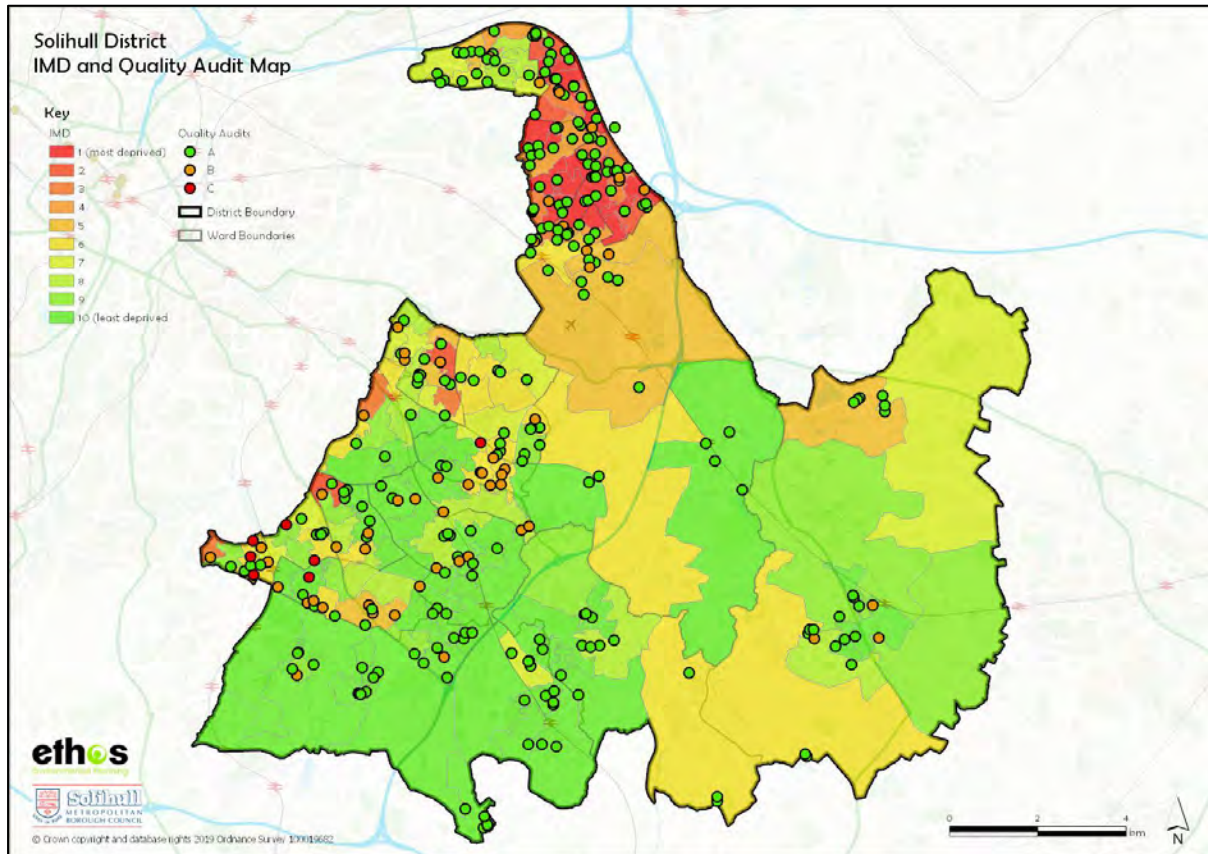 Solihull District
IMD and Quality Audit Map
Key
IMD
1 (most deprived)
2
3
4
5
6
7
8
9
10 (least deprived
Quality Audits
A
B
C
District Boundary
Ward Boundaries
ethos
Solihull
METROPOLITAN
BOROUGH COUNCIL
© Crown copyright and database rights 2019 Ordnance Survey 100019682
0 2 4
km
N